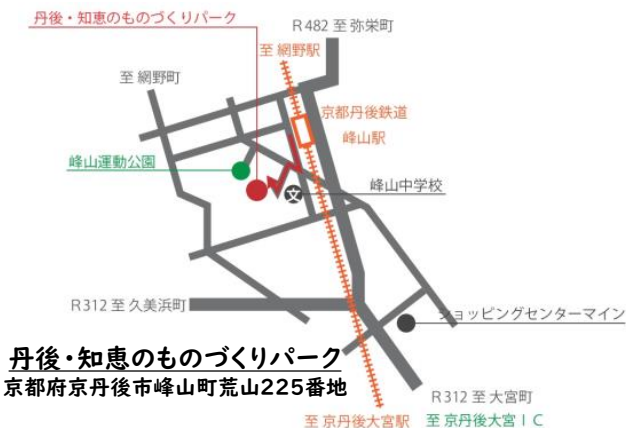 丹後・知恵のものづくりパーク
R482 至 弥栄町
至 網野駅
至 網野町
京都丹後鉄道
峰山駅
峰山運動公園
峰山中学校
文
R312 至 久美浜町
ショッピングセンターマイン
丹後・知恵のものづくりパーク
京都府京丹後市峰山町荒山225番地
R312 至 大宮町
至 京丹後大宮駅
至 京丹後大宮IC